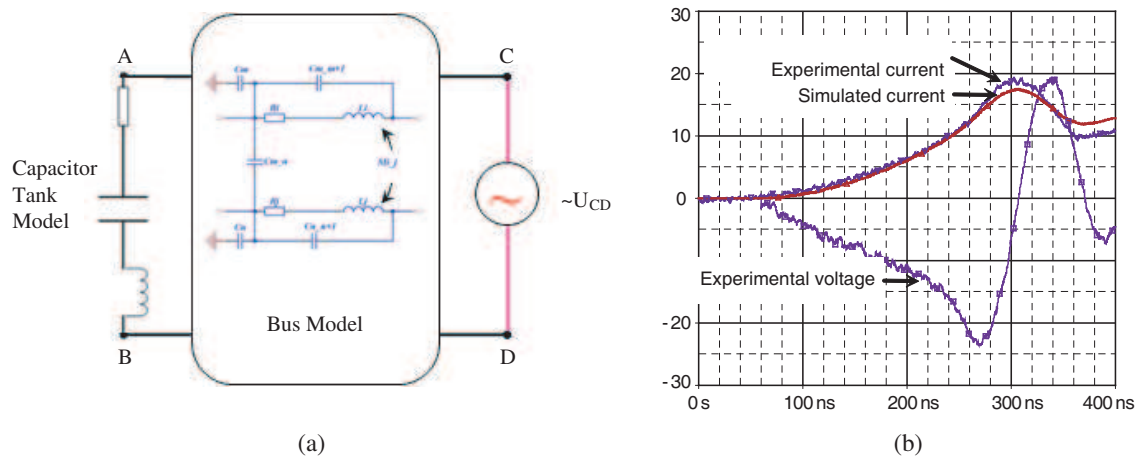 A
C
Capacitor
Tank
Model
~U_CD
Bus Model
B
D
(a)
30
20
10
0
-10
-20
-30
Experimental current
Simulated current
Experimental voltage
0 s
100 ns
200 ns
300 ns
400 ns
(b)